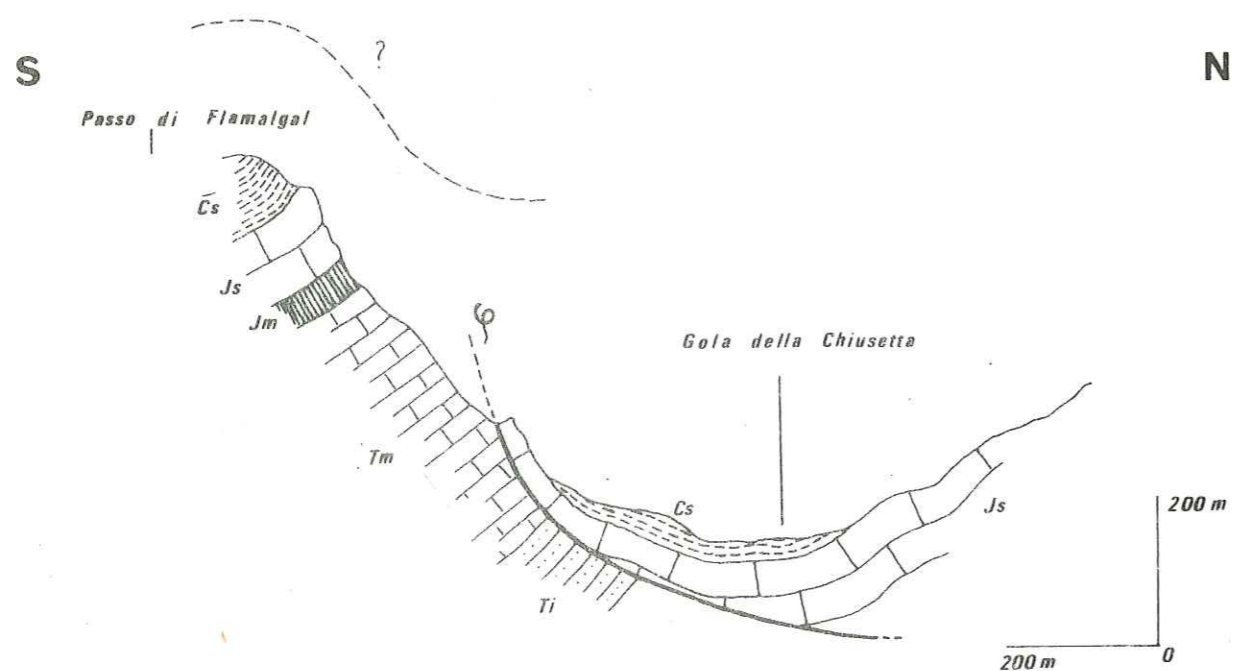 ?
S
N
Passo di Flamalgal
Cs
Js
Jm
φ
Gola della Chiusetta
Tm
Cs
Js
200 m
Ti
0
200 m